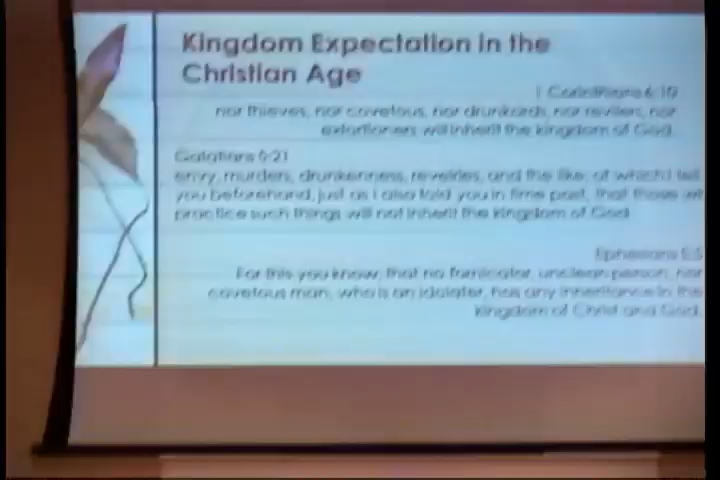 Kingdom Expectation in the
Christian Age
1 Corinthians 6:10
nor thieves, nor covetous, nor drunkards, nor revilers, nor
extortioners will inherit the kingdom of God.
Galatians 5:21
envy, murders, drunkenness, revelries, and the like; of which I tell
you beforehand, just as I also told you in time past, that those
practice such things will not inherit the kingdom of God.
Ephesians 5:5
For this you know, that no fornicator, unclean person, nor
covetous man, who is an idolater, has any inheritance in the
kingdom of Christ and God.